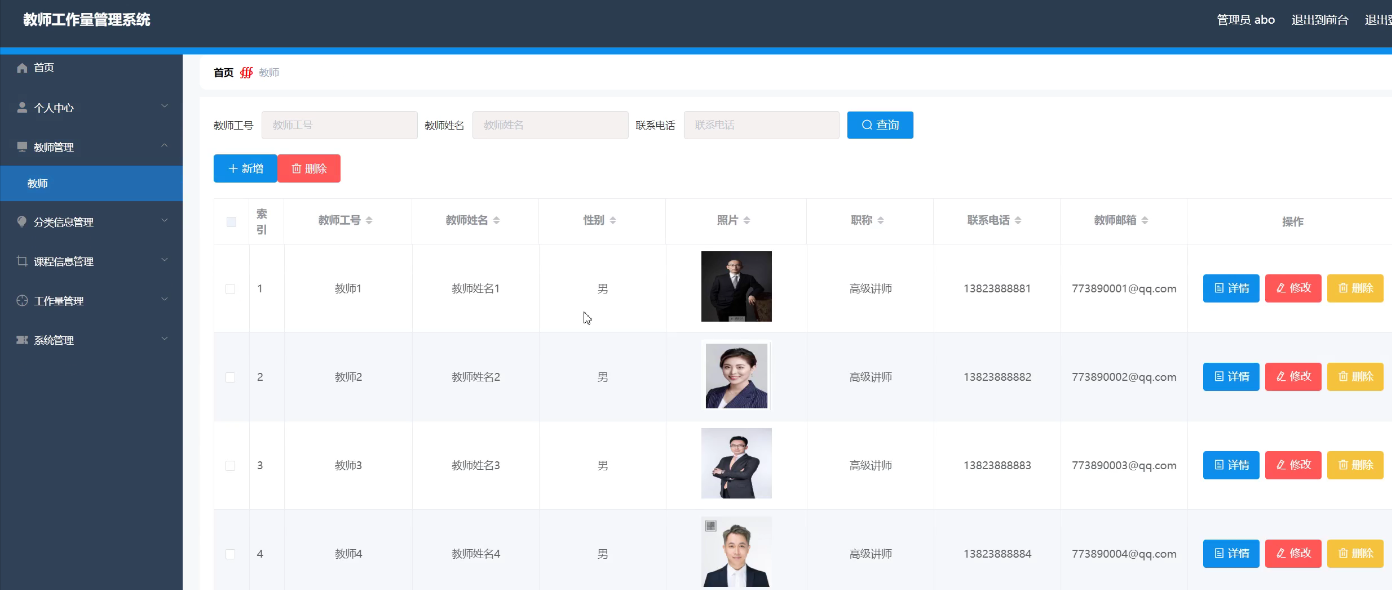 教师工作量管理系统
管理员 abo 退出到前台
首页
个人中心
教师管理
教师
分类信息管理
课程信息管理
工作量管理
系统管理
首页 教师
教师工号 教师工号 教师姓名 教师姓名 联系电话 联系电话 查询
新增 删除
索引 教师工号 教师姓名 性别 照片 职称 联系电话 教师邮箱 操作
1 教师1 教师姓名1 男 高级讲师 13823888881 773890001@qq.com 详情 修改 删除
2 教师2 教师姓名2 男 高级讲师 13823888882 773890002@qq.com 详情 修改 删除
3 教师3 教师姓名3 男 高级讲师 13823888883 773890003@qq.com 详情 修改 删除
4 教师4 教师姓名4 男 高级讲师 13823888884 773890004@qq.com 详情 修改 删除